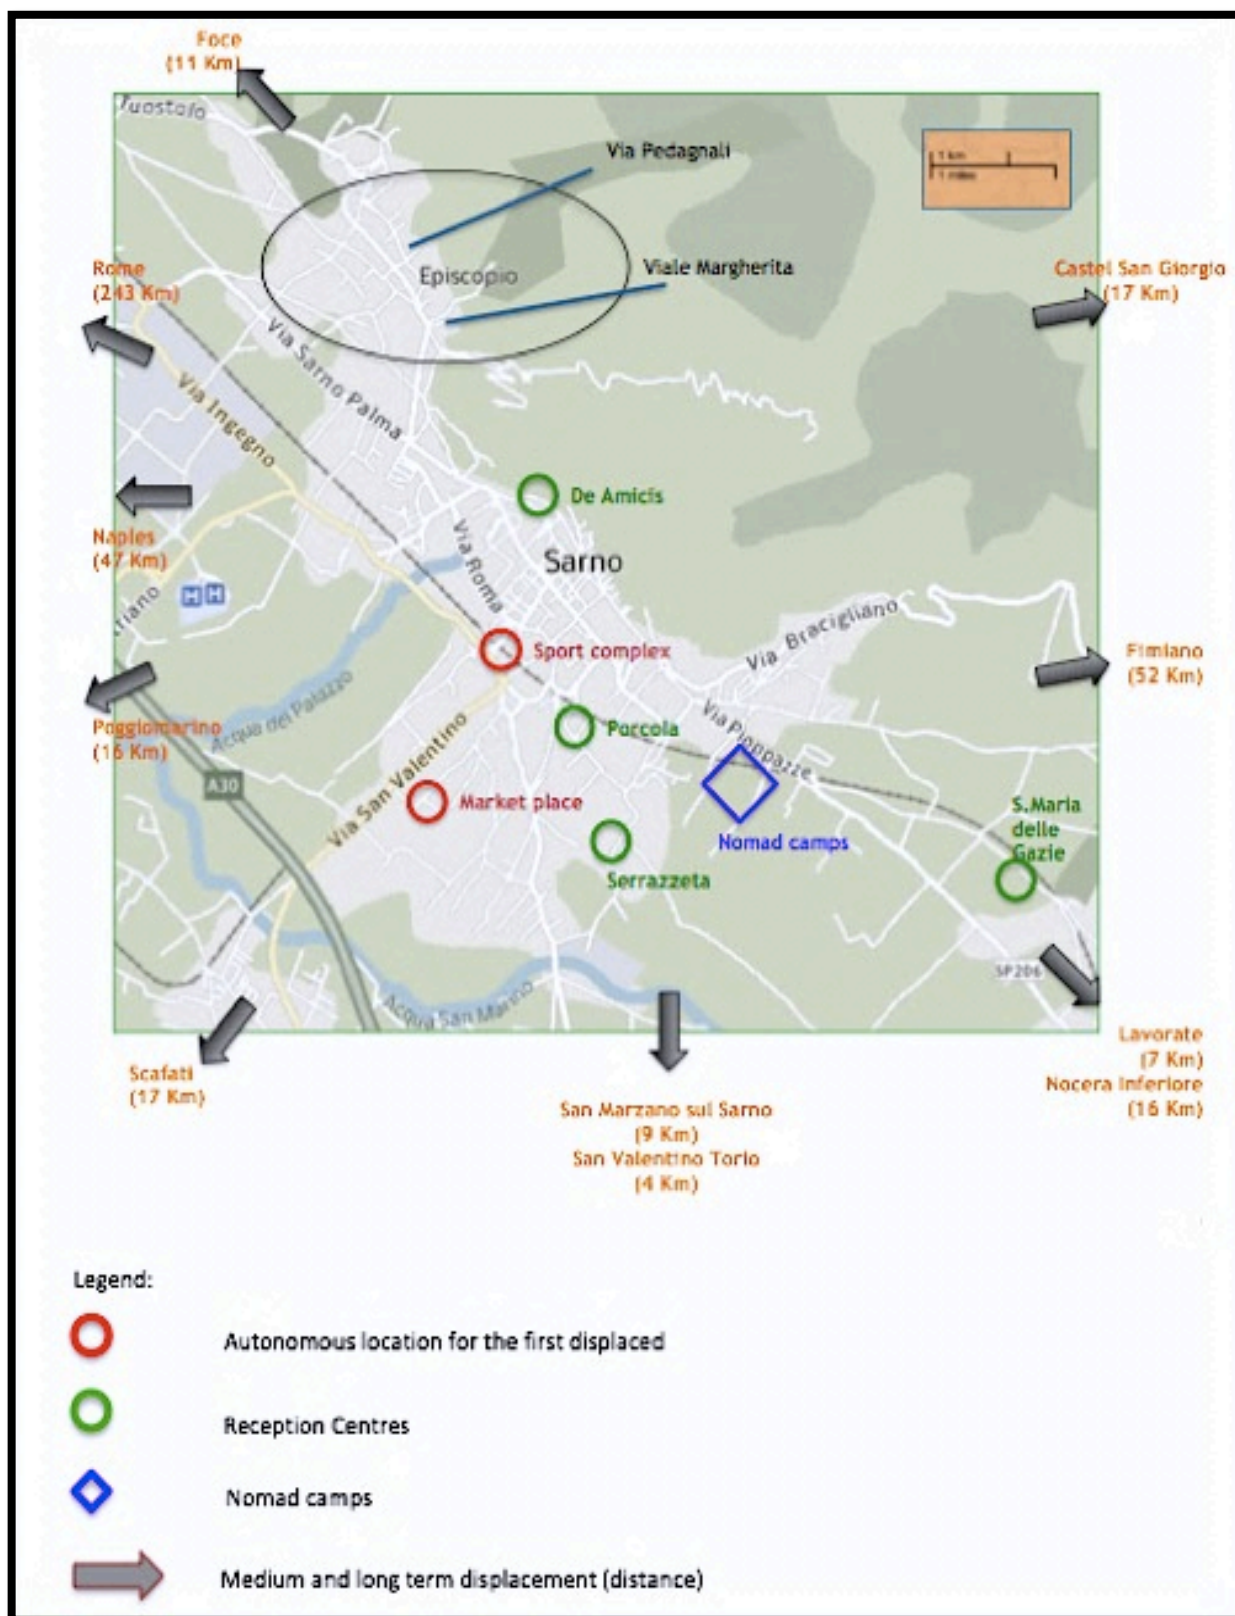 Foce
(11 Km)
Tuostolo
Via Pedagnali
1 km
1 miles
Episcopio
Viale Margherita
Rome
(243 Km)
Castel San Giorgio
(17 Km)
Via Sarno Palma
Via Ingegno
De Amicis
Naples
(47 Km)
Via Roma
Sarno
H H
Via Bracigliano
Sport complex
Fimiano
(52 Km)
Acqua del Palazzo
Poggiomarino
(16 Km)
Porcola
Via Pioppazze
A30
Via San Valentino
Market place
S.Maria
delle
Gazie
Nomad camps
Serrazzeta
SP206
Acqua San Marino
Scafati
(17 Km)
Lavorate
(7 Km)
Nocera Inferiore
(16 Km)
San Marzano sul Sarno
(9 Km)
San Valentino Torio
(4 Km)
Legend:
Autonomous location for the first displaced
Reception Centres
Nomad camps
Medium and long term displacement (distance)